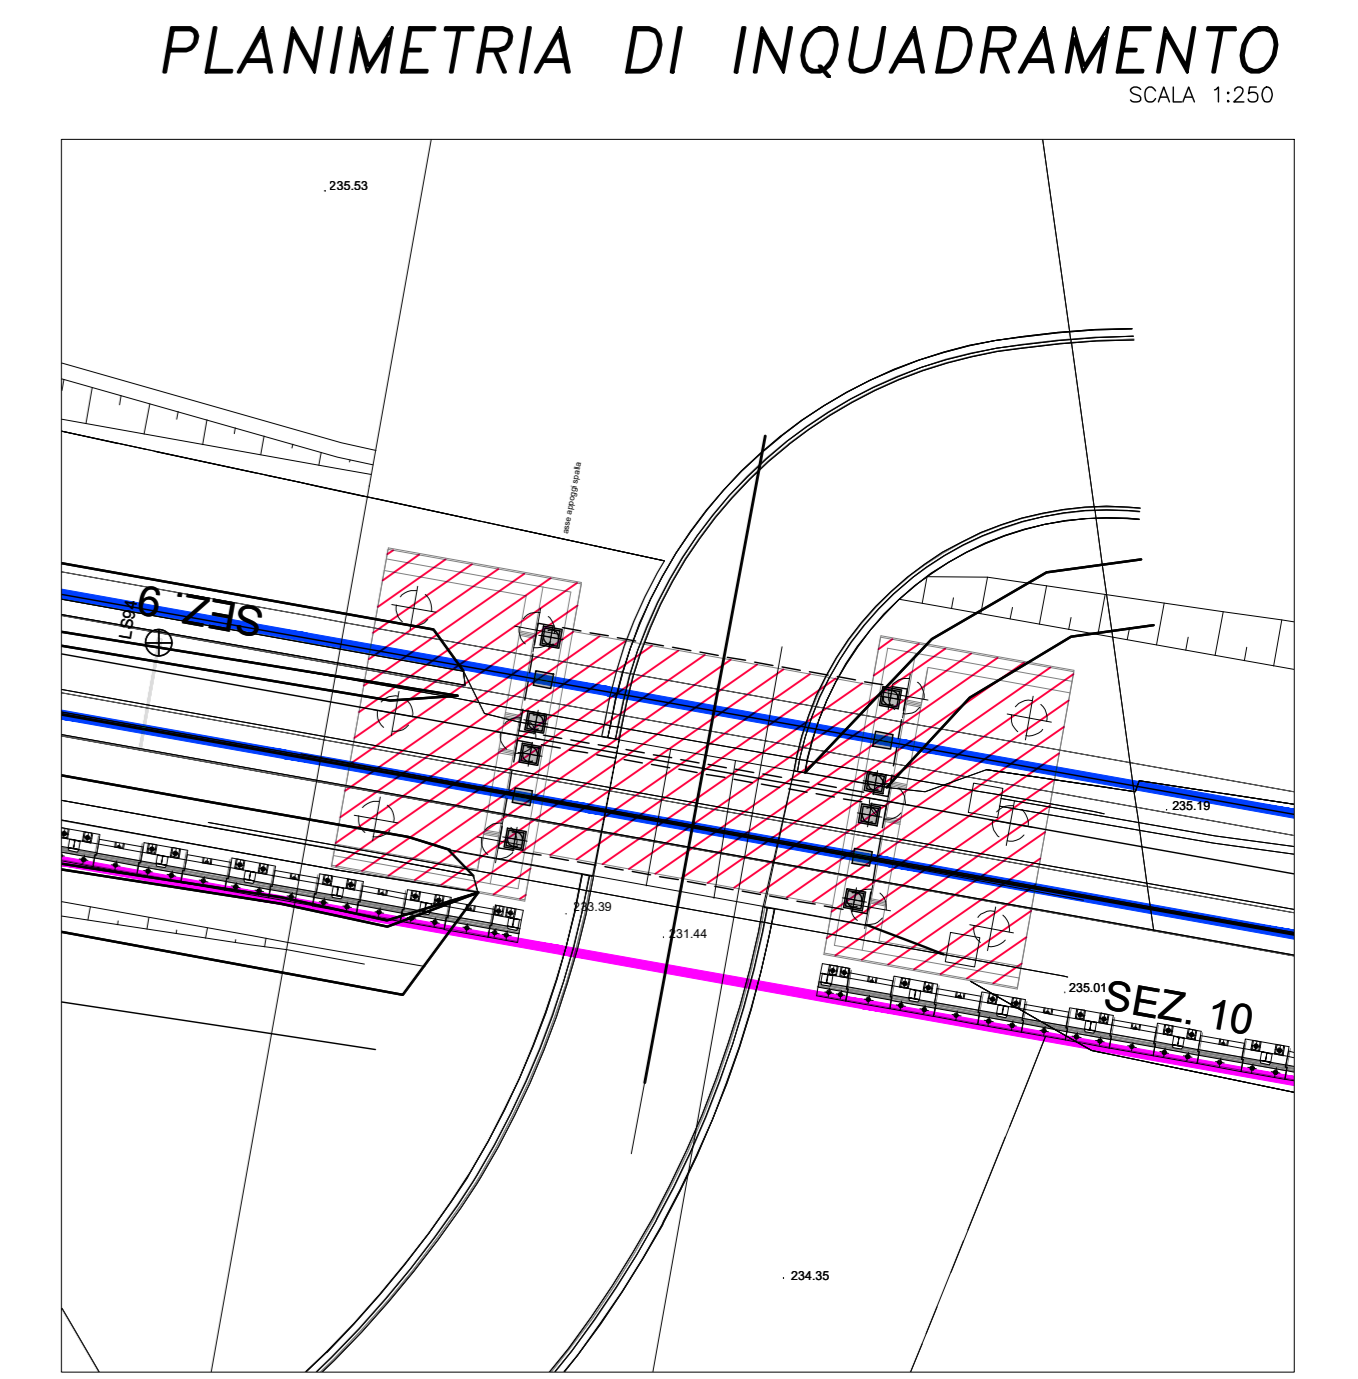 PLANIMETRIA DI INQUADRAMENTO
SCALA 1:250
235.53
asse appoggi spalla
SEZ. 9
235.19
233.39
231.44
235.01
SEZ. 10
234.35